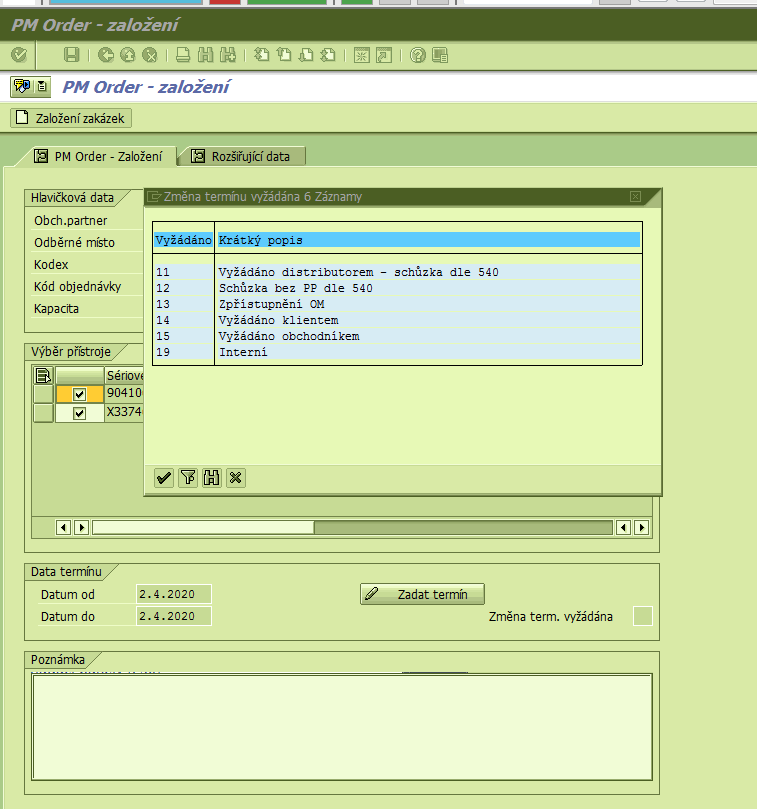 PM Order - založení
PM Order - založení
Založení zakázek
PM Order - Založení
Rozšiřující data
Hlavičková data
Obch.partner
Odběrné místo
Kodex
Kód objednávky
Kapacita
Změna termínu vyžádána 6 Záznamy
Vyžádáno Krátký popis
11 Vyžádáno distributorem - schůzka dle 540
12 Schůzka bez PP dle 540
13 Zpřístupnění OM
14 Vyžádáno klientem
15 Vyžádáno obchodníkem
19 Interní
Výběr přístroje
Sériové
90410
X3374
Data termínu
Datum od 2.4.2020
Zadat termín
Datum do 2.4.2020
Změna term. vyžádána
Poznámka